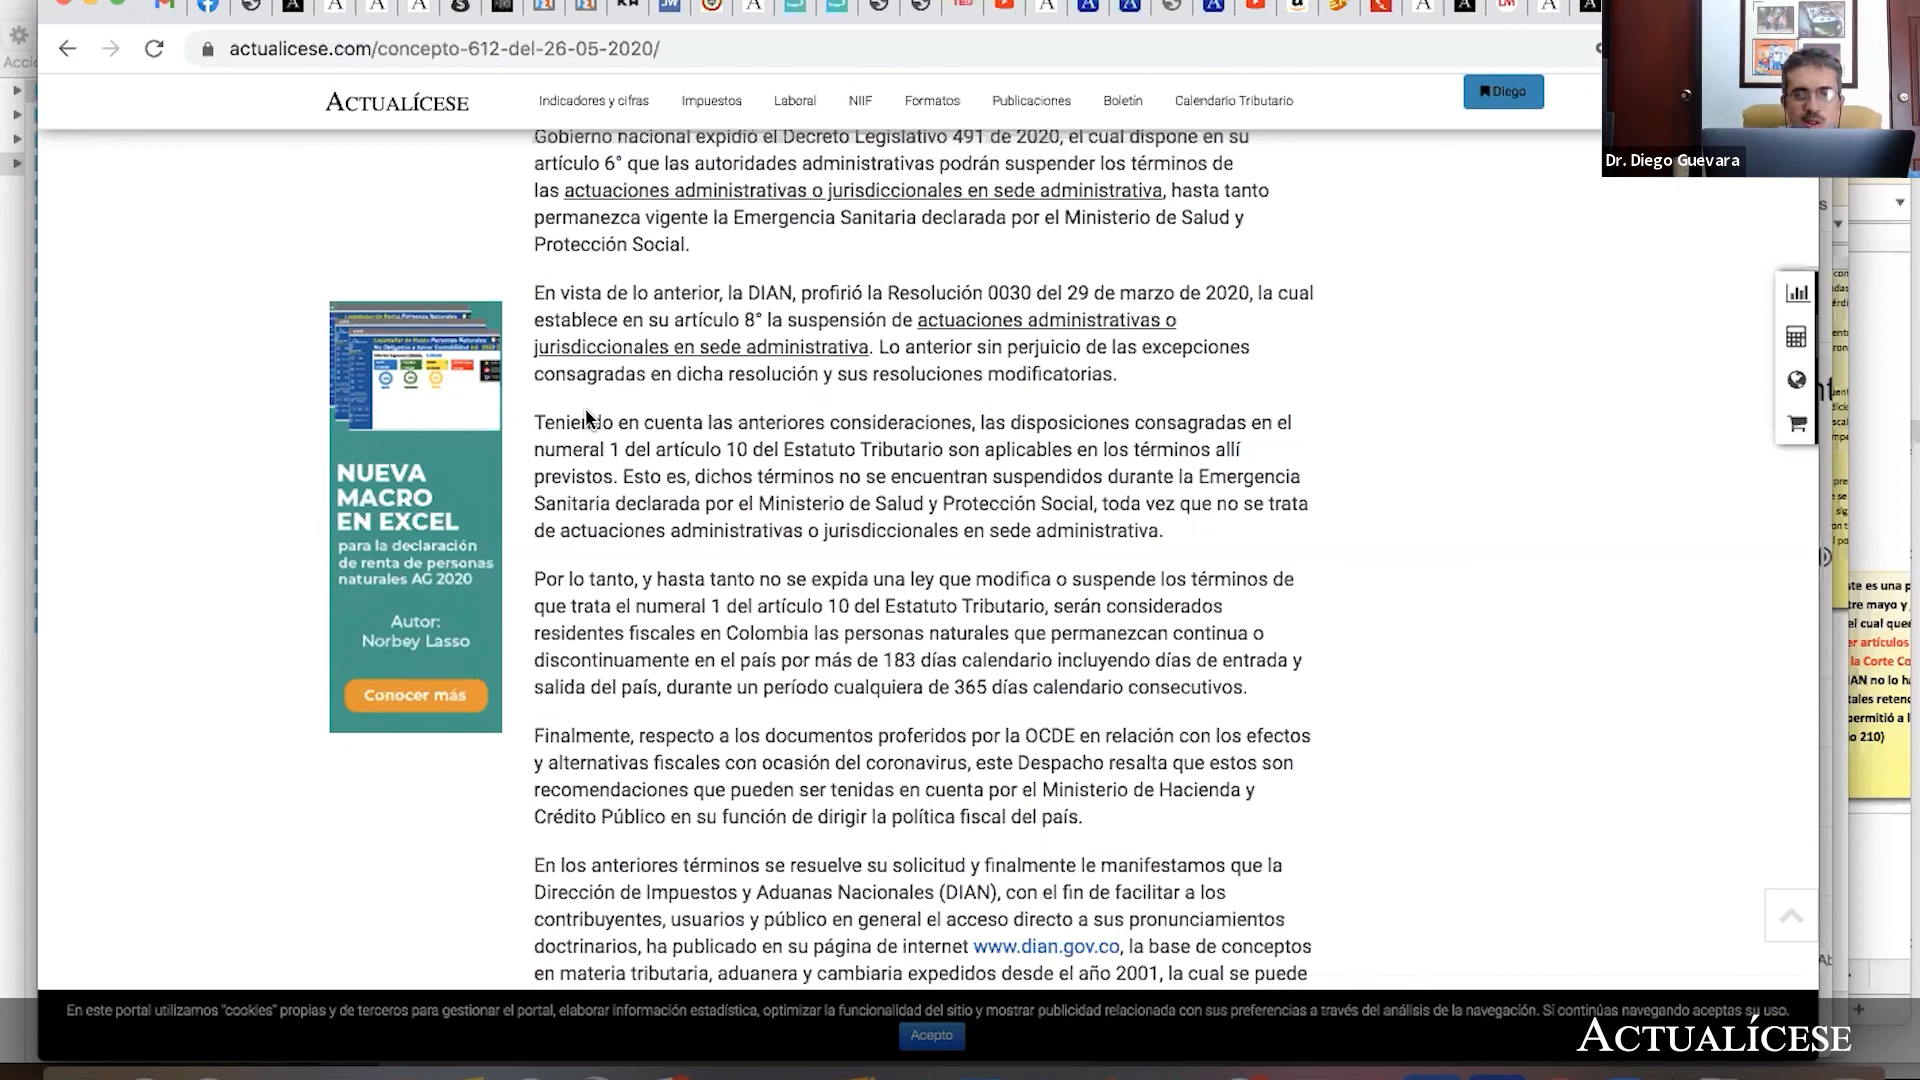 actualicese.com/concepto-612-del-26-05-2020/
Acci
ACTUALÍCESE
Indicadores y cifras
Impuestos
Laboral
NIIF
Formatos
Publicaciones
Boletín
Calendario Tributario
Diego
Dr. Diego Guevara
Gobierno nacional expidió el Decreto Legislativo 491 de 2020, el cual dispone en su
artículo 6° que las autoridades administrativas podrán suspender los términos de
las actuaciones administrativas o jurisdiccionales en sede administrativa, hasta tanto
permanezca vigente la Emergencia Sanitaria declarada por el Ministerio de Salud y
Protección Social.
En vista de lo anterior, la DIAN, profirió la Resolución 0030 del 29 de marzo de 2020, la cual
establece en su artículo 8° la suspensión de actuaciones administrativas o
jurisdiccionales en sede administrativa. Lo anterior sin perjuicio de las excepciones
consagradas en dicha resolución y sus resoluciones modificatorias.
Teniendo en cuenta las anteriores consideraciones, las disposiciones consagradas en el
numeral 1 del artículo 10 del Estatuto Tributario son aplicables en los términos allí
previstos. Esto es, dichos términos no se encuentran suspendidos durante la Emergencia
Sanitaria declarada por el Ministerio de Salud y Protección Social, toda vez que no se trata
de actuaciones administrativas o jurisdiccionales en sede administrativa.
Por lo tanto, y hasta tanto no se expida una ley que modifica o suspende los términos de
que trata el numeral 1 del artículo 10 del Estatuto Tributario, serán considerados
residentes fiscales en Colombia las personas naturales que permanezcan continua o
discontinuamente en el país por más de 183 días calendario incluyendo días de entrada y
salida del país, durante un período cualquiera de 365 días calendario consecutivos.
Finalmente, respecto a los documentos proferidos por la OCDE en relación con los efectos
y alternativas fiscales con ocasión del coronavirus, este Despacho resalta que estos son
recomendaciones que pueden ser tenidas en cuenta por el Ministerio de Hacienda y
Crédito Público en su función de dirigir la política fiscal del país.
En los anteriores términos se resuelve su solicitud y finalmente le manifestamos que la
Dirección de Impuestos y Aduanas Nacionales (DIAN), con el fin de facilitar a los
contribuyentes, usuarios y público en general el acceso directo a sus pronunciamientos
doctrinarios, ha publicado en su página de internet www.dian.gov.co, la base de conceptos
en materia tributaria, aduanera y cambiaria expedidos desde el año 2001, la cual se puede
NUEVA
MACRO
EN EXCEL
para la declaración
de renta de personas
naturales AG 2020
Autor:
Norbey Lasso
Conocer más
ste es una p
tre mayo y
el cual que
er artículos
la Corte Co
IAN no lo h
tales reten
permitió a l
o 210)
En este portal utilizamos "cookies" propias y de terceros para gestionar el portal, elaborar información estadística, optimizar la funcionalidad del sitio y mostrar publicidad relacionada con sus preferencias a través del análisis de la navegación. Si continúas navegando aceptas su uso.
Acepto
ACTUALÍCESE